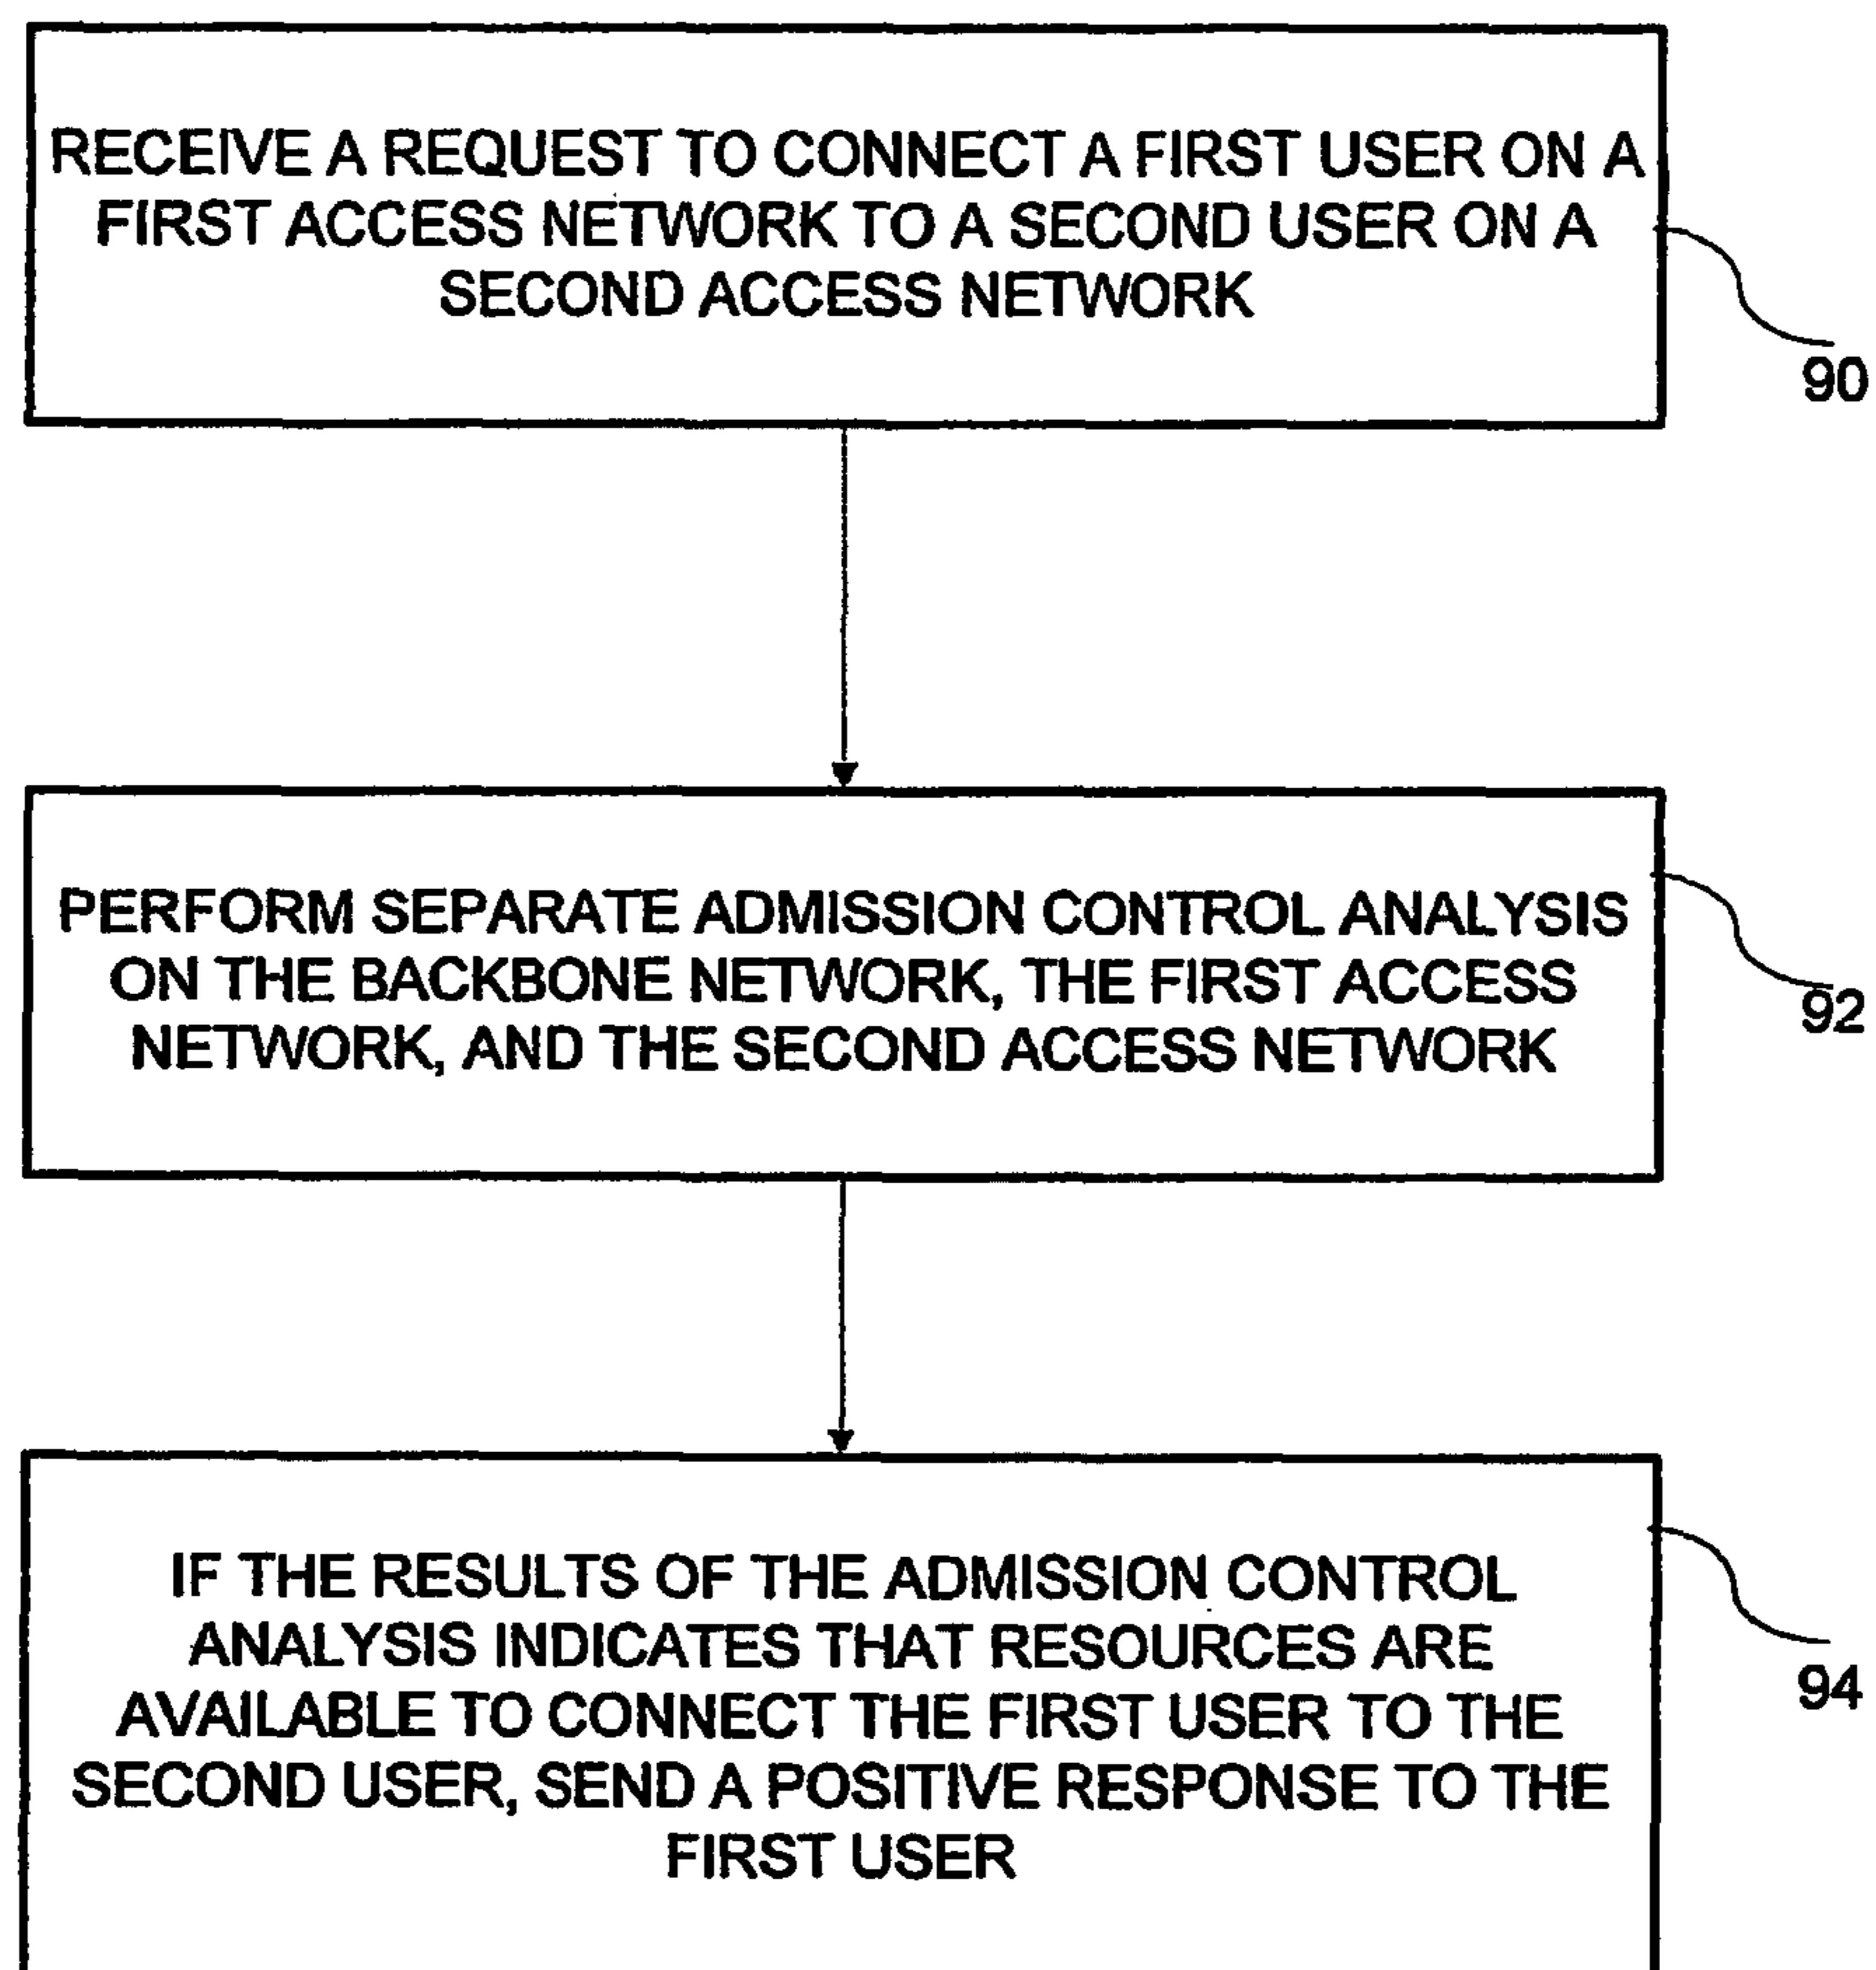 RECEIVE A REQUEST TO CONNECT A FIRST USER ON A
FIRST ACCESS NETWORK TO A SECOND USER ON A
SECOND ACCESS NETWORK
90
PERFORM SEPARATE ADMISSION CONTROL ANALYSIS
ON THE BACKBONE NETWORK, THE FIRST ACCESS
NETWORK, AND THE SECOND ACCESS NETWORK
92
IF THE RESULTS OF THE ADMISSION CONTROL
ANALYSIS INDICATES THAT RESOURCES ARE
AVAILABLE TO CONNECT THE FIRST USER TO THE
SECOND USER, SEND A POSITIVE RESPONSE TO THE
FIRST USER
94